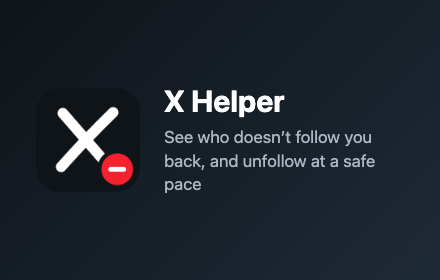 X Helper
See who doesn’t follow you
back, and unfollow at a safe
pace